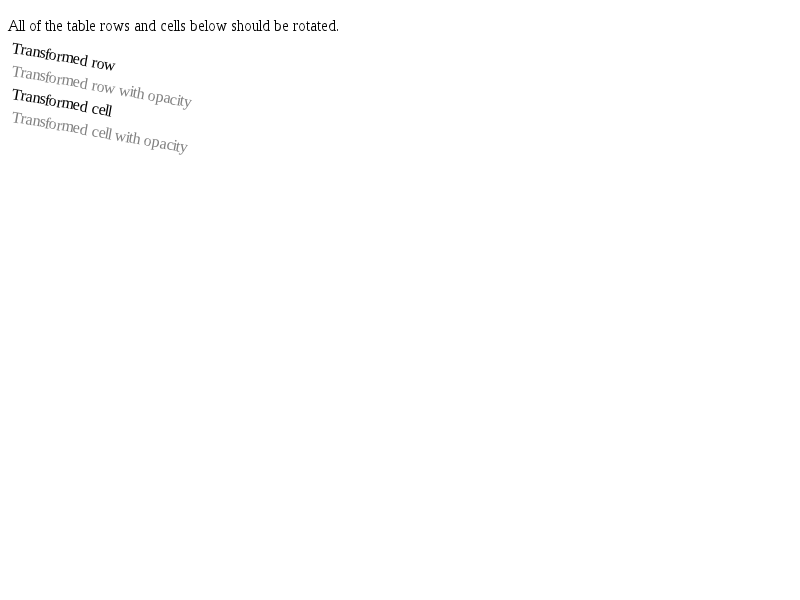 All of the table rows and cells below should be rotated.
Transformed row
Transformed row with opacity
Transformed cell
Transformed cell with opacity